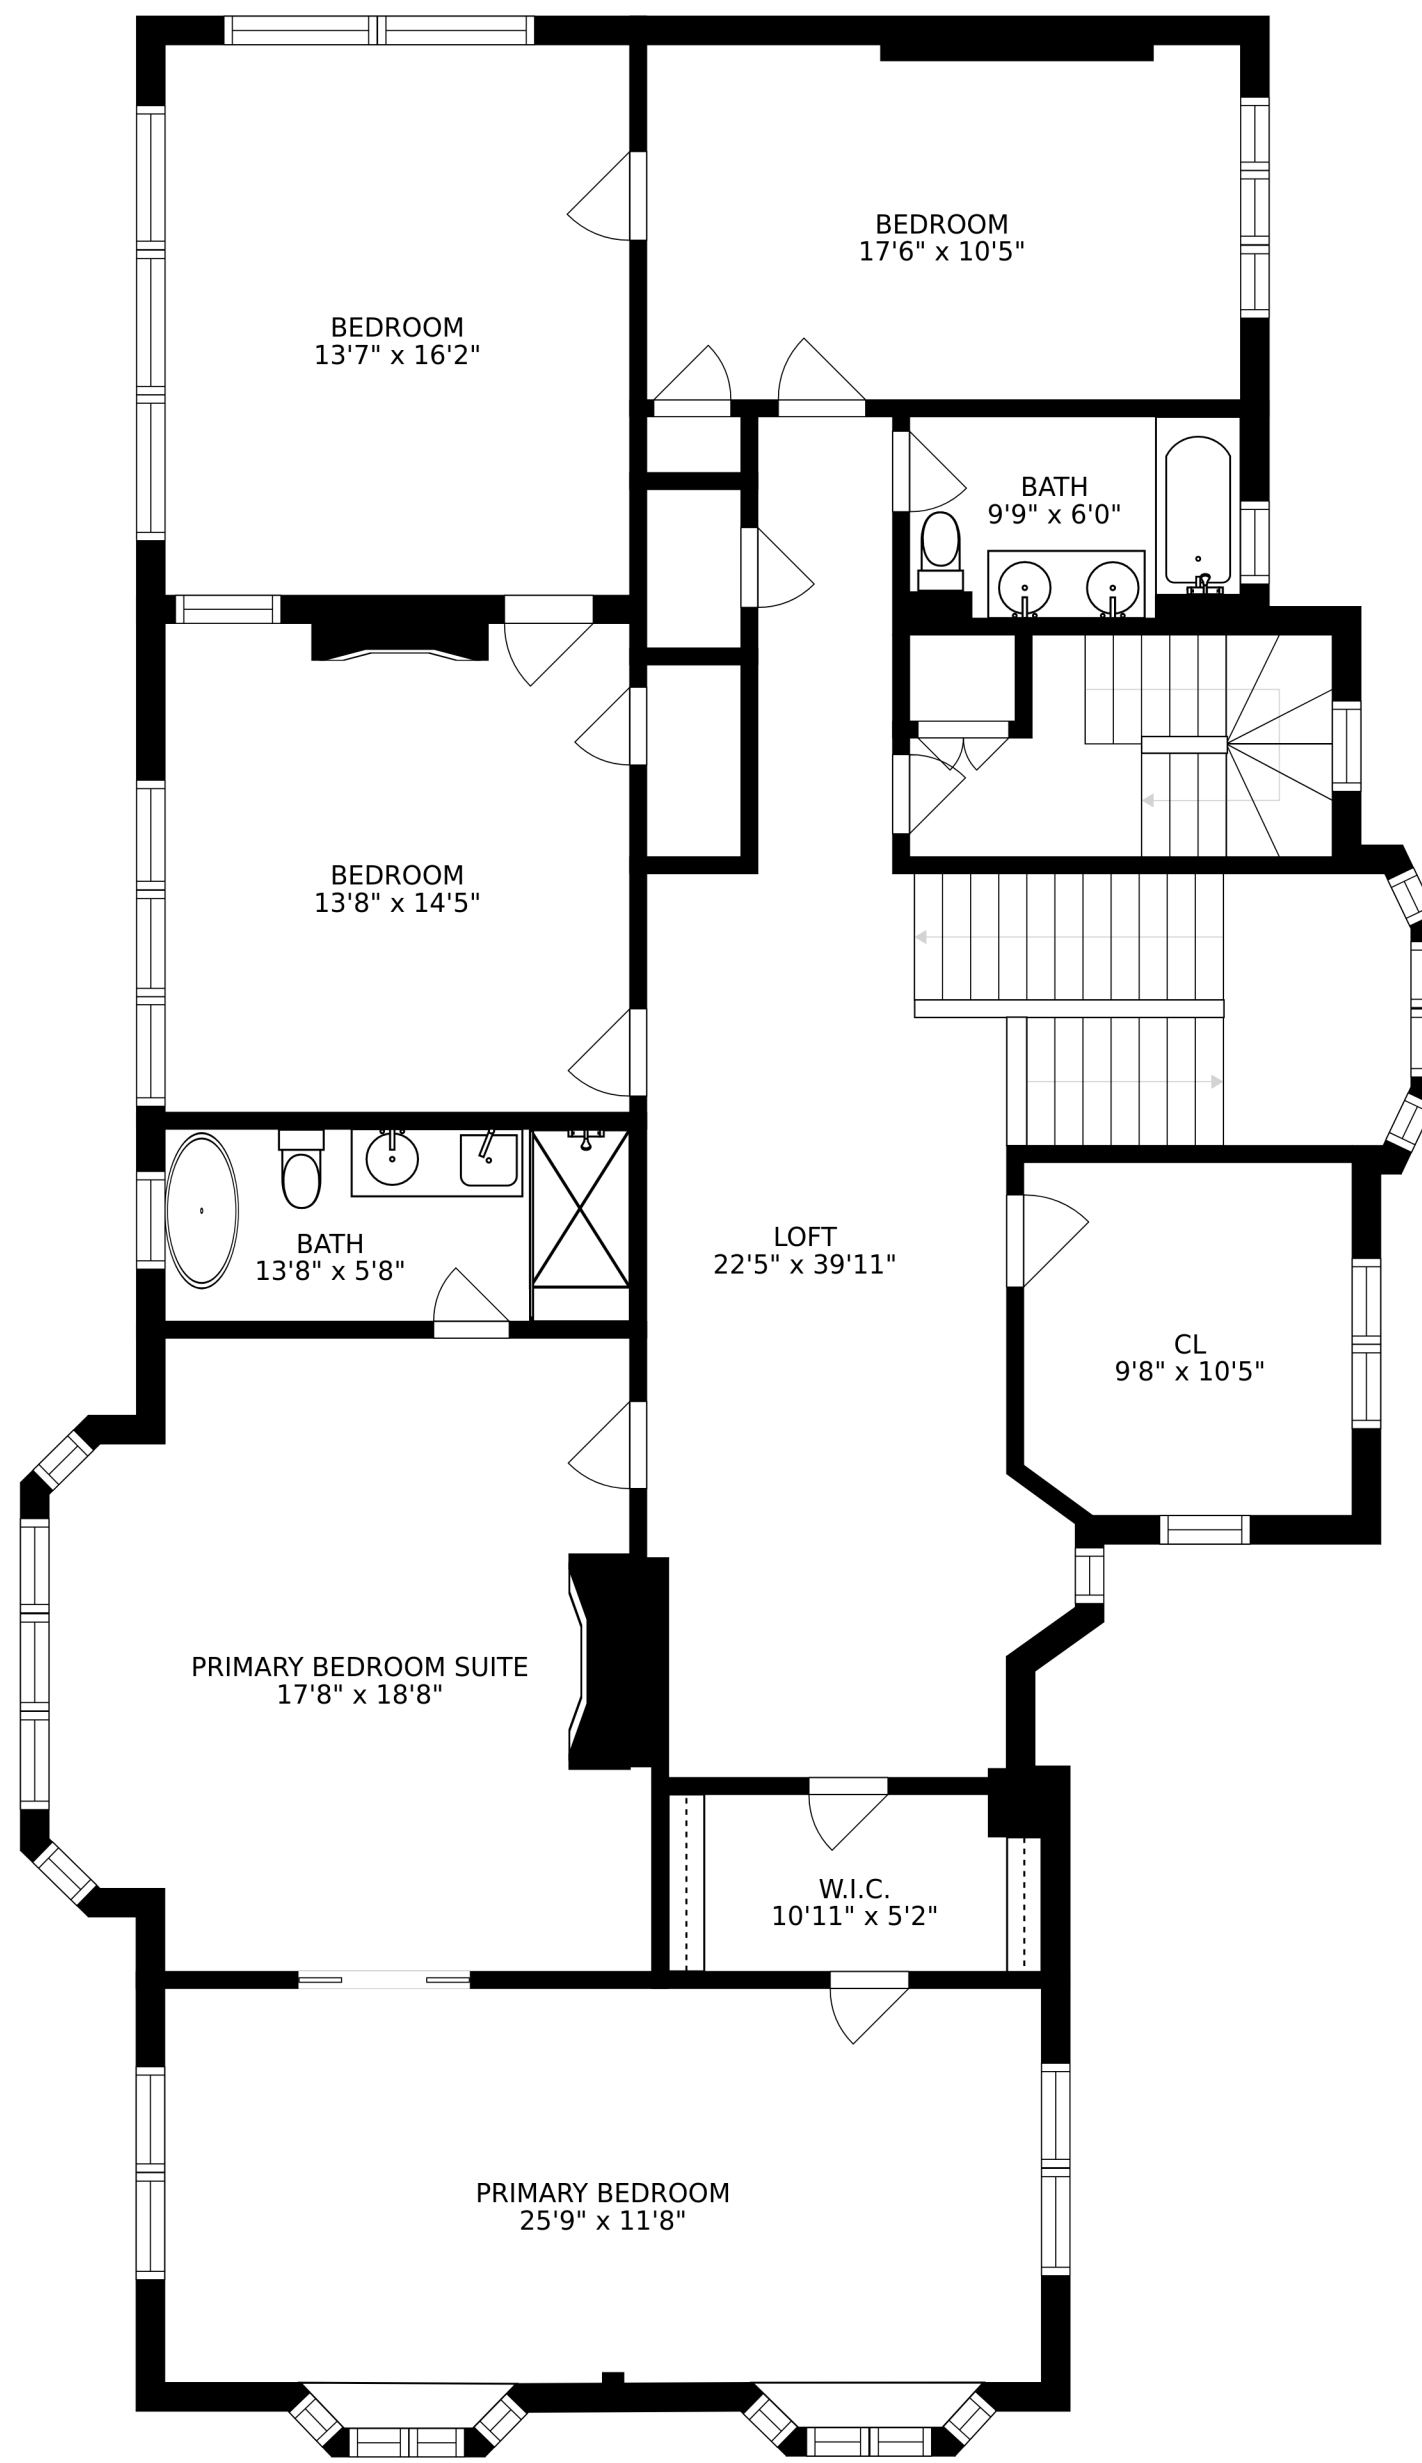 BEDROOM
17'6" x 10'5"
BEDROOM
13'7" x 16'2"
BATH
9'9" x 6'0"
BEDROOM
13'8" x 14'5"
LOFT
22'5" x 39'11"
BATH
13'8" x 5'8"
CL
9'8" x 10'5"
PRIMARY BEDROOM SUITE
17'8" x 18'8"
W.I.C.
10'11" x 5'2"
PRIMARY BEDROOM
25'9" x 11'8"